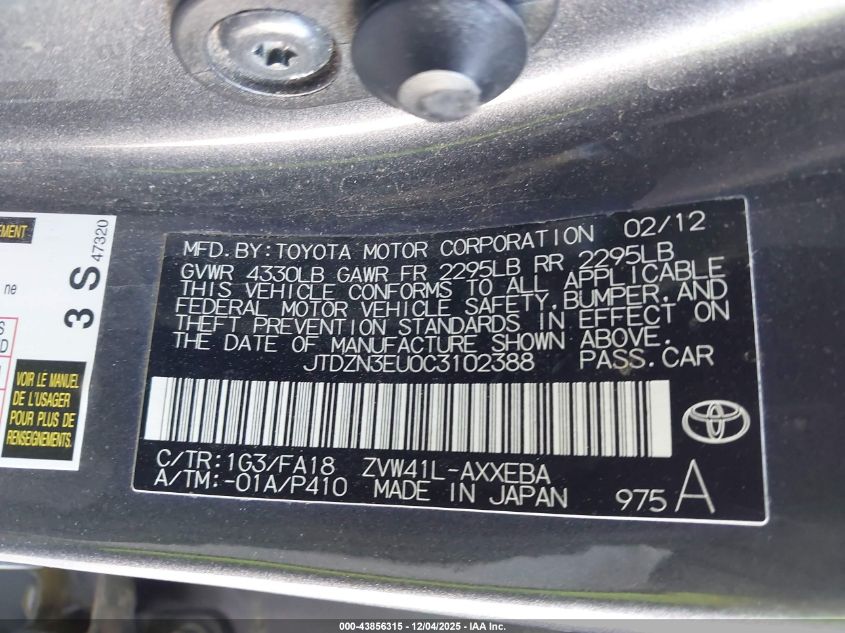 EMENT
3 S 47320
ne
S
D
VOIR LE MANUEL
DE L'USAGER
POUR PLUS DE
RENSEIGNEMENTS.
MFD. BY: TOYOTA MOTOR CORPORATION 02/12
GVWR 4330LB GAWR FR 2295LB RR 2295LB
THIS VEHICLE CONFORMS TO ALL APPLICABLE
FEDERAL MOTOR VEHICLE SAFETY, BUMPER, AND
THEFT PREVENTION STANDARDS IN EFFECT ON
THE DATE OF MANUFACTURE SHOWN ABOVE.
JTDZN3EU0C3102388 PASS. CAR
C/TR: 1G3/FA18 ZVW41L-AXXEBA
A/TM: -01A/P410 MADE IN JAPAN
975 A
000-43856315 - 12/04/2025 - IAA Inc.